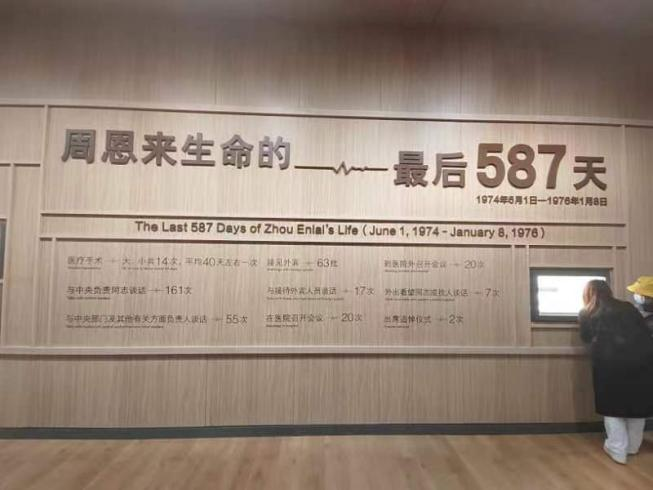 周恩来生命的 最后587天
1974年6月1日—1976年1月8日
The Last 587 Days of Zhou Enlai's Life ( June 1, 1974 - January 8, 1976 )
医疗手术 大、小共14次，平均40天左右一次
与中央负责同志谈话 161次
与中央部门及其他有关方面负责人谈话 55次
接见外宾 63批
与接待外宾人员谈话 17次
在医院召开会议 20次
到医院外召开会议 20次
外出看望同志或找人谈话 7次
出席追悼仪式 2次